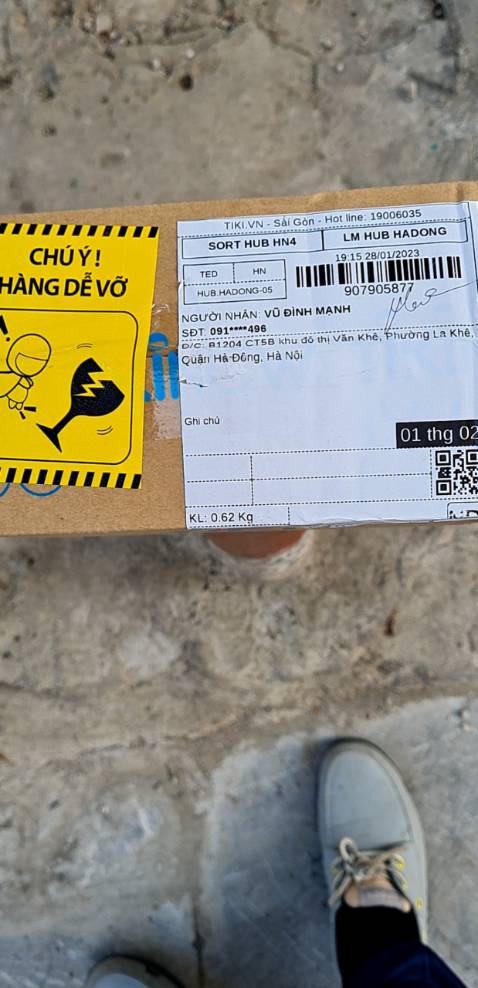 CHÚ Ý!
HÀNG DỄ VỠ
TIKI.VN - Sài Gòn - Hot line: 19006035
SORT HUB HN4
LM HUB HADONG
TED
HN
HUB.HADONG-05
19:15 28/01/2023
907905877
NGƯỜI NHẬN: VŨ ĐÌNH MẠNH
SĐT: 091****496
Đ/C: B1204 CT5B khu đô thị Văn Khê, Phường La Khê,
Quận Hà Đông, Hà Nội
Ghi chú
01 thg 02
KL: 0.62 Kg